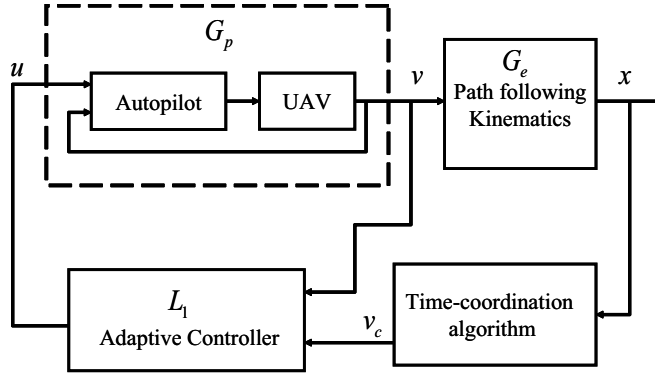 G_p
u
Autopilot
UAV
v
G_e
Path following
Kinematics
x
L_1
Adaptive Controller
v_c
Time-coordination
algorithm